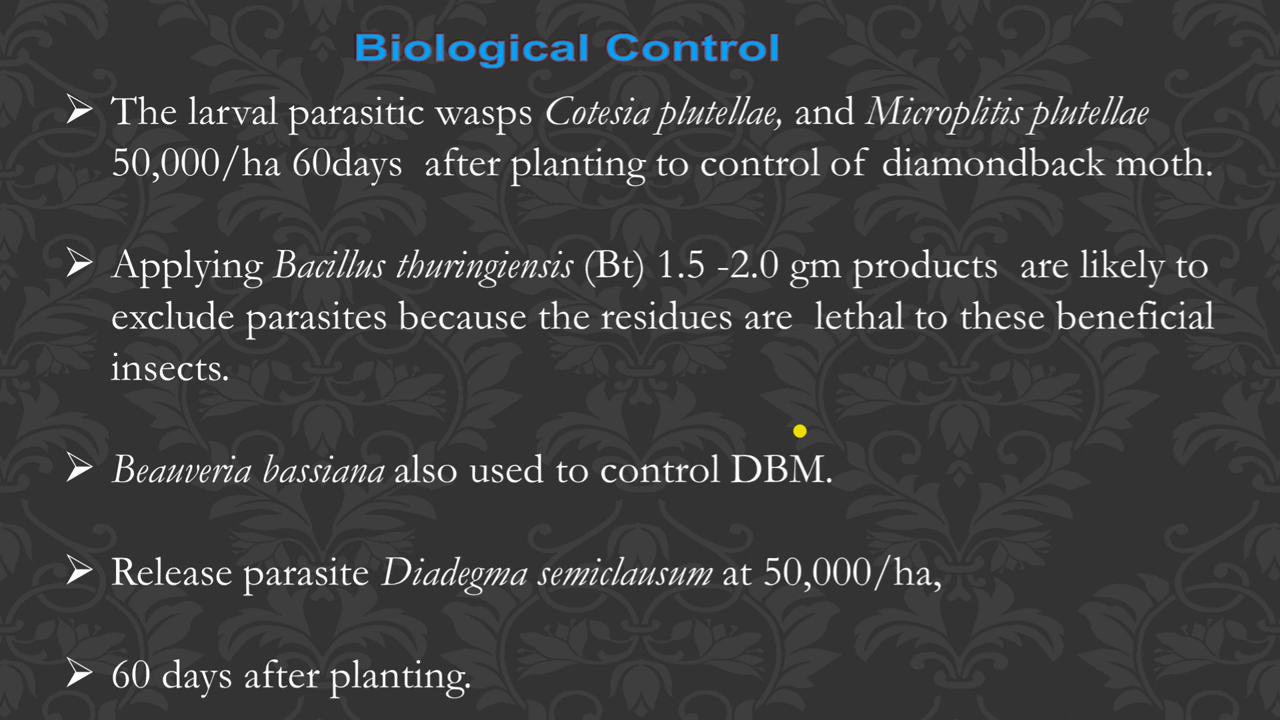 Biological Control
➢ The larval parasitic wasps Cotesia plutellae, and Microplitis plutellae
50,000/ha 60days after planting to control of diamondback moth.
➢ Applying Bacillus thuringiensis (Bt) 1.5 -2.0 gm products are likely to
exclude parasites because the residues are lethal to these beneficial
insects.
➢ Beauveria bassiana also used to control DBM.
➢ Release parasite Diadegma semiclausum at 50,000/ha,
➢ 60 days after planting.